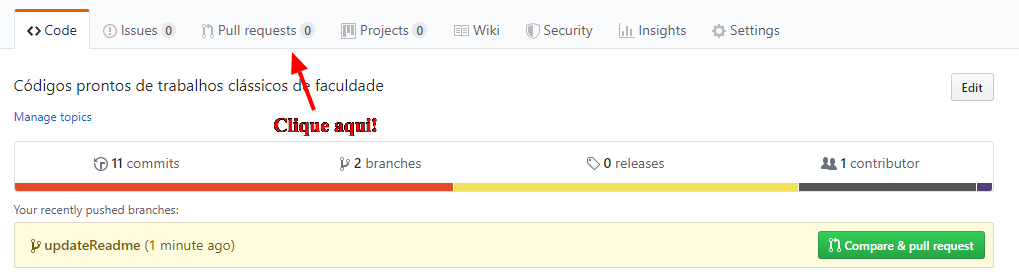 Code Issues 0 Pull requests 0 Projects 0 Wiki Security Insights Settings
Códigos prontos de trabalhos clássicos de faculdade Edit
Manage topics
Clique aqui!
11 commits 2 branches 0 releases 1 contributor
Your recently pushed branches:
updateReadme (1 minute ago) Compare & pull request